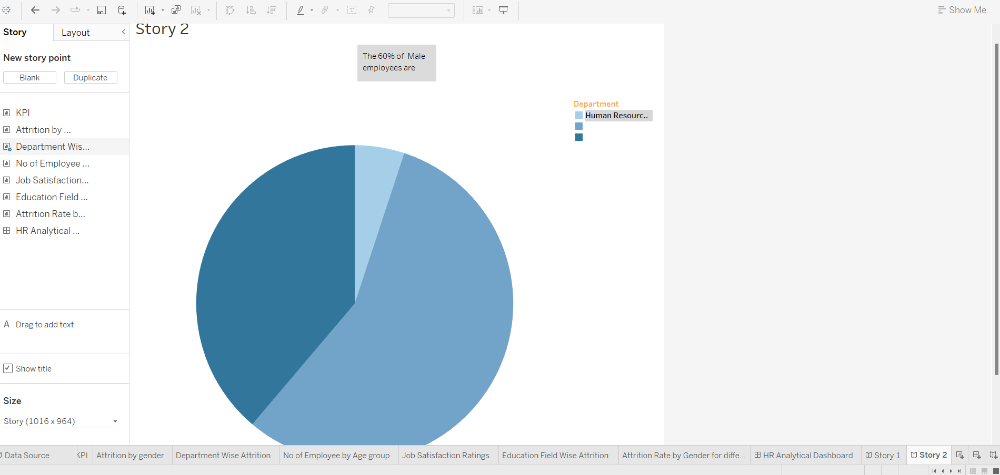 Show Me
Story
Layout
New story point
Blank
Duplicate
KPI
Attrition by ...
Department Wis...
No of Employee ...
Job Satisfaction...
Education Field ...
Attrition Rate b...
HR Analytical ...
A Drag to add text
Show title
Size
Story (1016 x 964)
Story 2
The 60% of Male
employees are
Department
Human Resourc..
Data Source
KPI
Attrition by gender
Department Wise Attrition
No of Employee by Age group
Job Satisfaction Ratings
Education Field Wise Attrition
Attrition Rate by Gender for diffe...
HR Analytical Dashboard
Story 1
Story 2